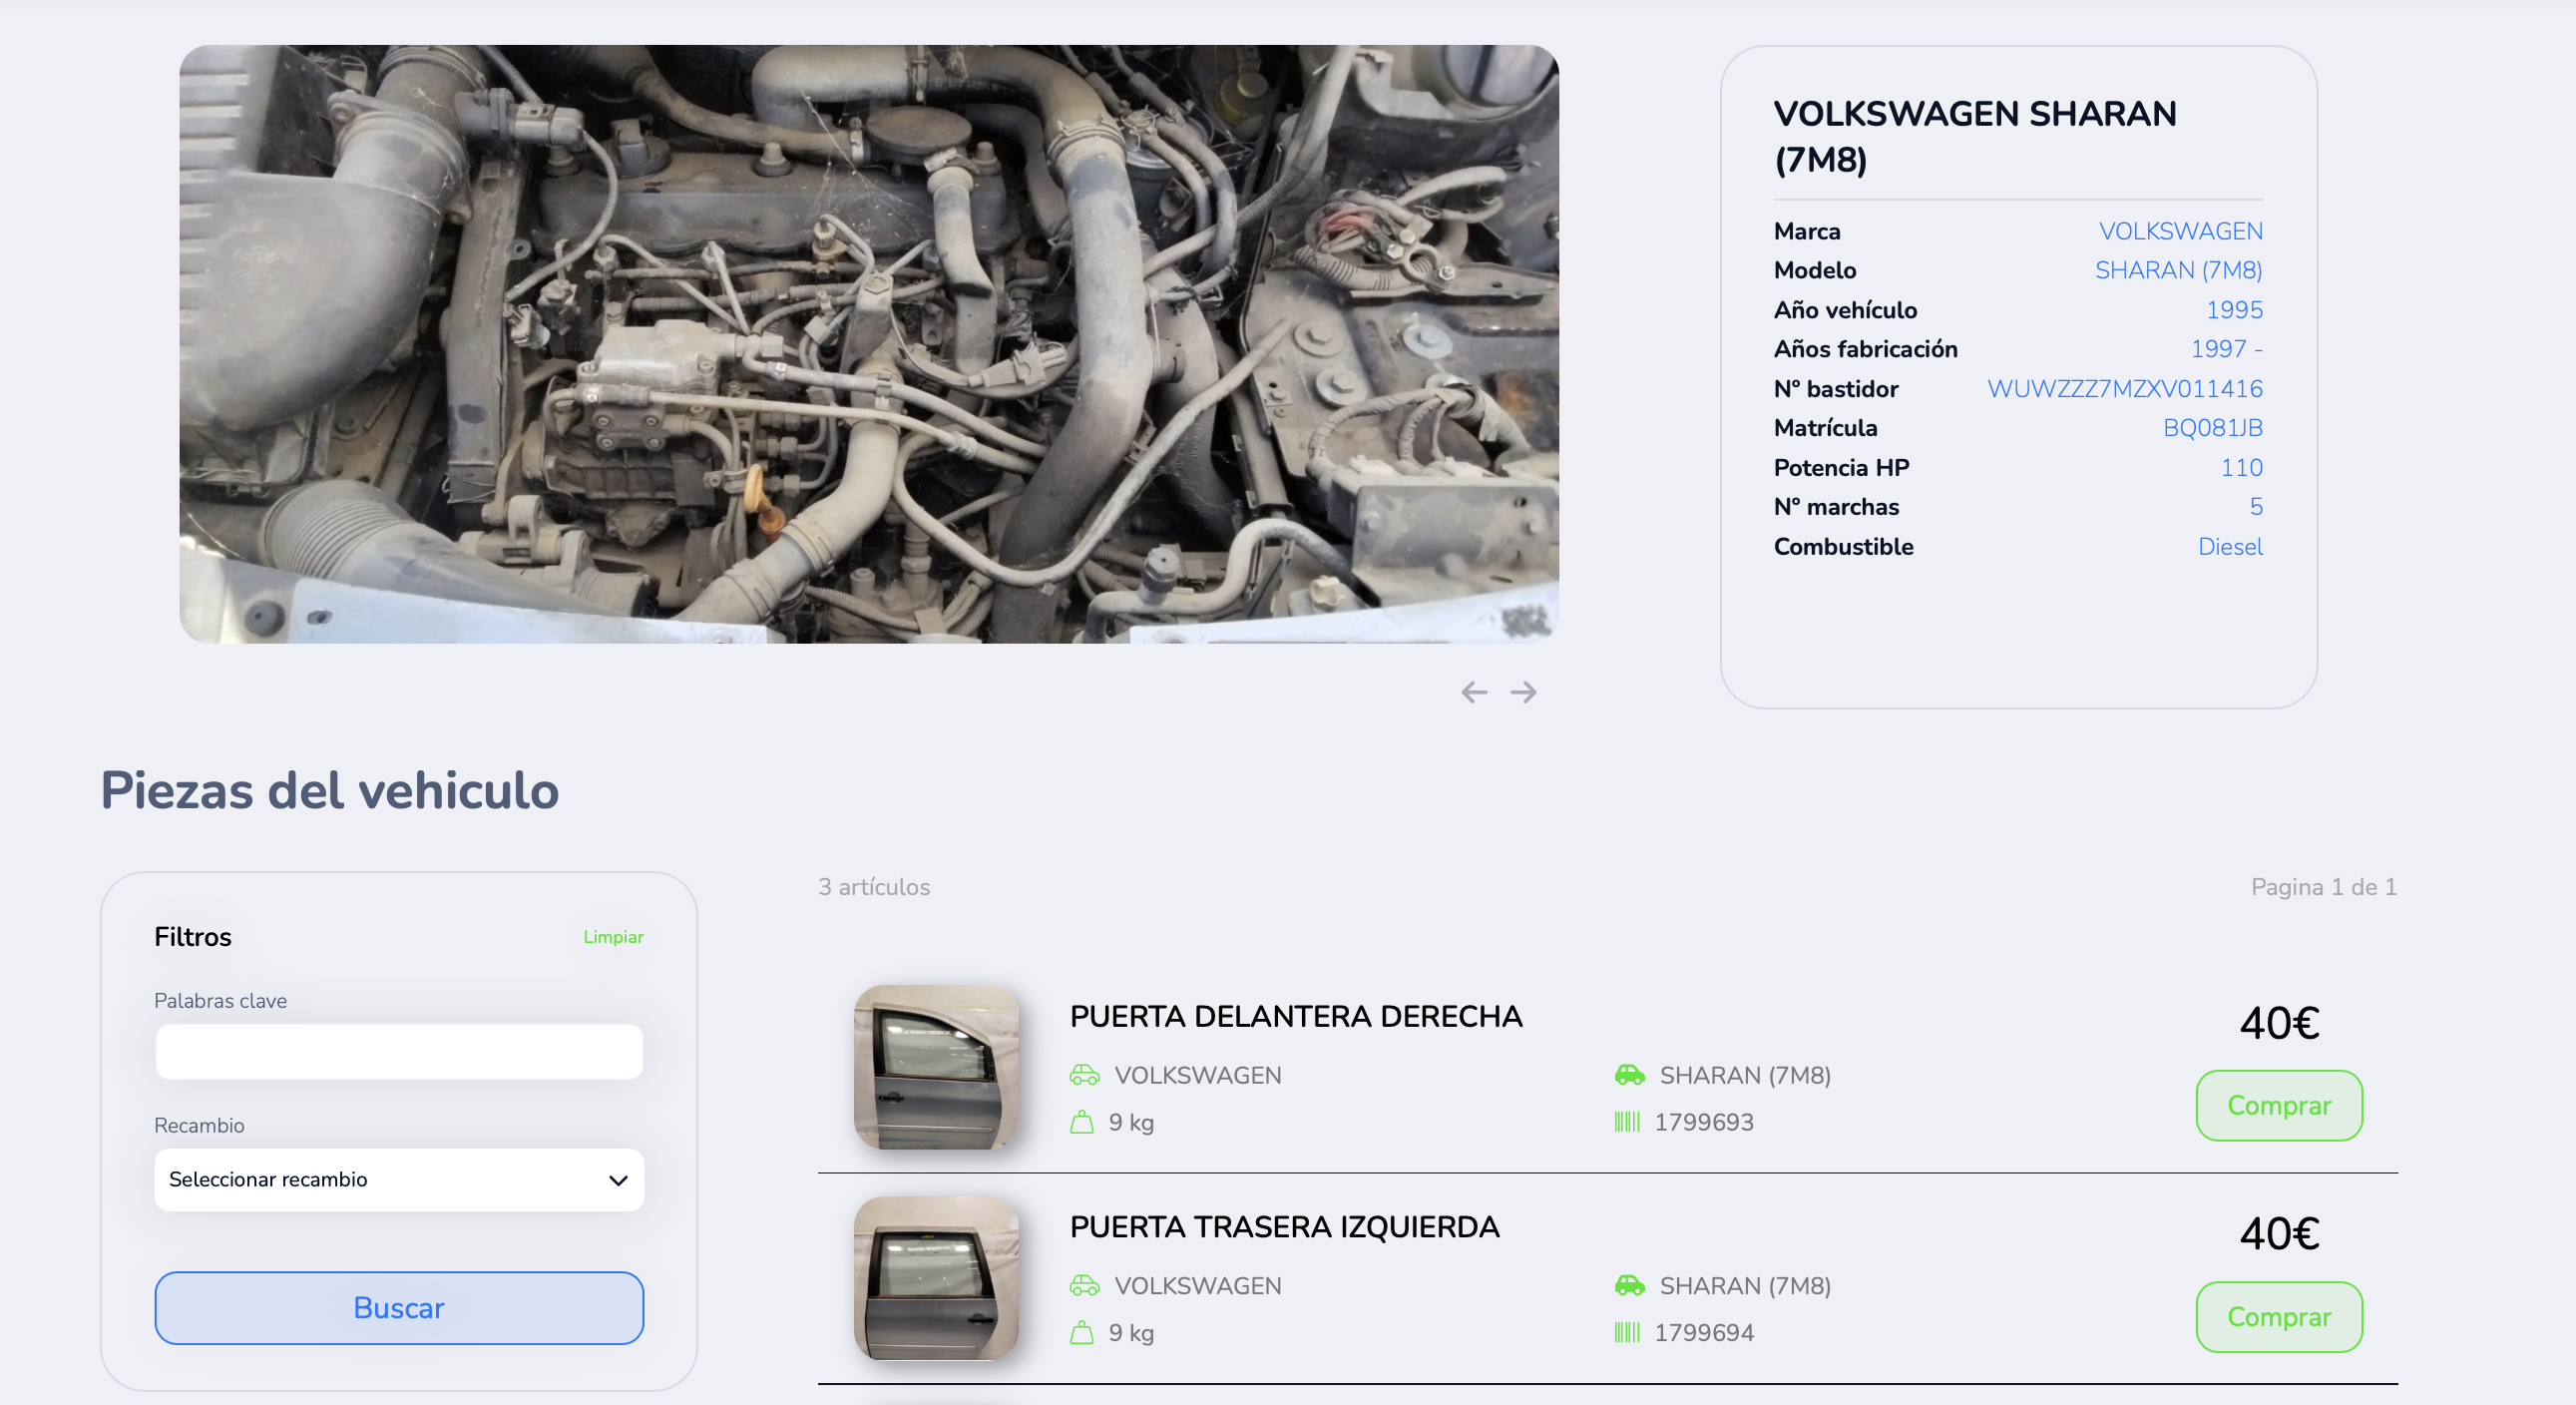 VOLKSWAGEN SHARAN
(7M8)
Marca VOLKSWAGEN
Modelo SHARAN (7M8)
Año vehículo 1995
Años fabricación 1997 -
Nº bastidor WUWZZZ7MZXV011416
Matrícula BQ081JB
Potencia HP 110
Nº marchas 5
Combustible Diesel
Piezas del vehiculo
Filtros Limpiar
Palabras clave
Recambio
Seleccionar recambio
Buscar
3 artículos Pagina 1 de 1
PUERTA DELANTERA DERECHA
VOLKSWAGEN SHARAN (7M8)
9 kg 1799693
40€
Comprar
PUERTA TRASERA IZQUIERDA
VOLKSWAGEN SHARAN (7M8)
9 kg 1799694
40€
Comprar